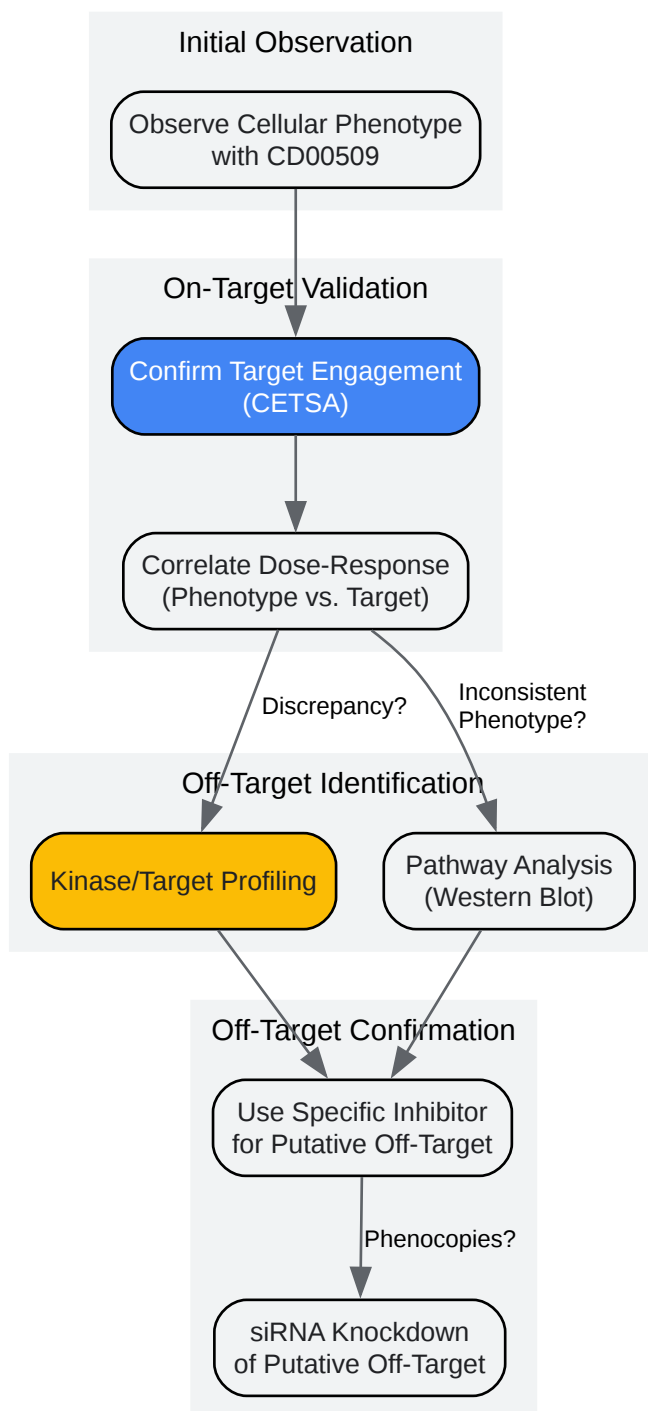 Initial Observation
Observe Cellular Phenotype
with CD00509
On-Target Validation
Confirm Target Engagement
(CETSA)
Correlate Dose-Response
(Phenotype vs. Target)
Discrepancy?
Inconsistent
Phenotype?
Off-Target Identification
Kinase/Target Profiling
Pathway Analysis
(Western Blot)
Off-Target Confirmation
Use Specific Inhibitor
for Putative Off-Target
Phenocopies?
siRNA Knockdown
of Putative Off-Target